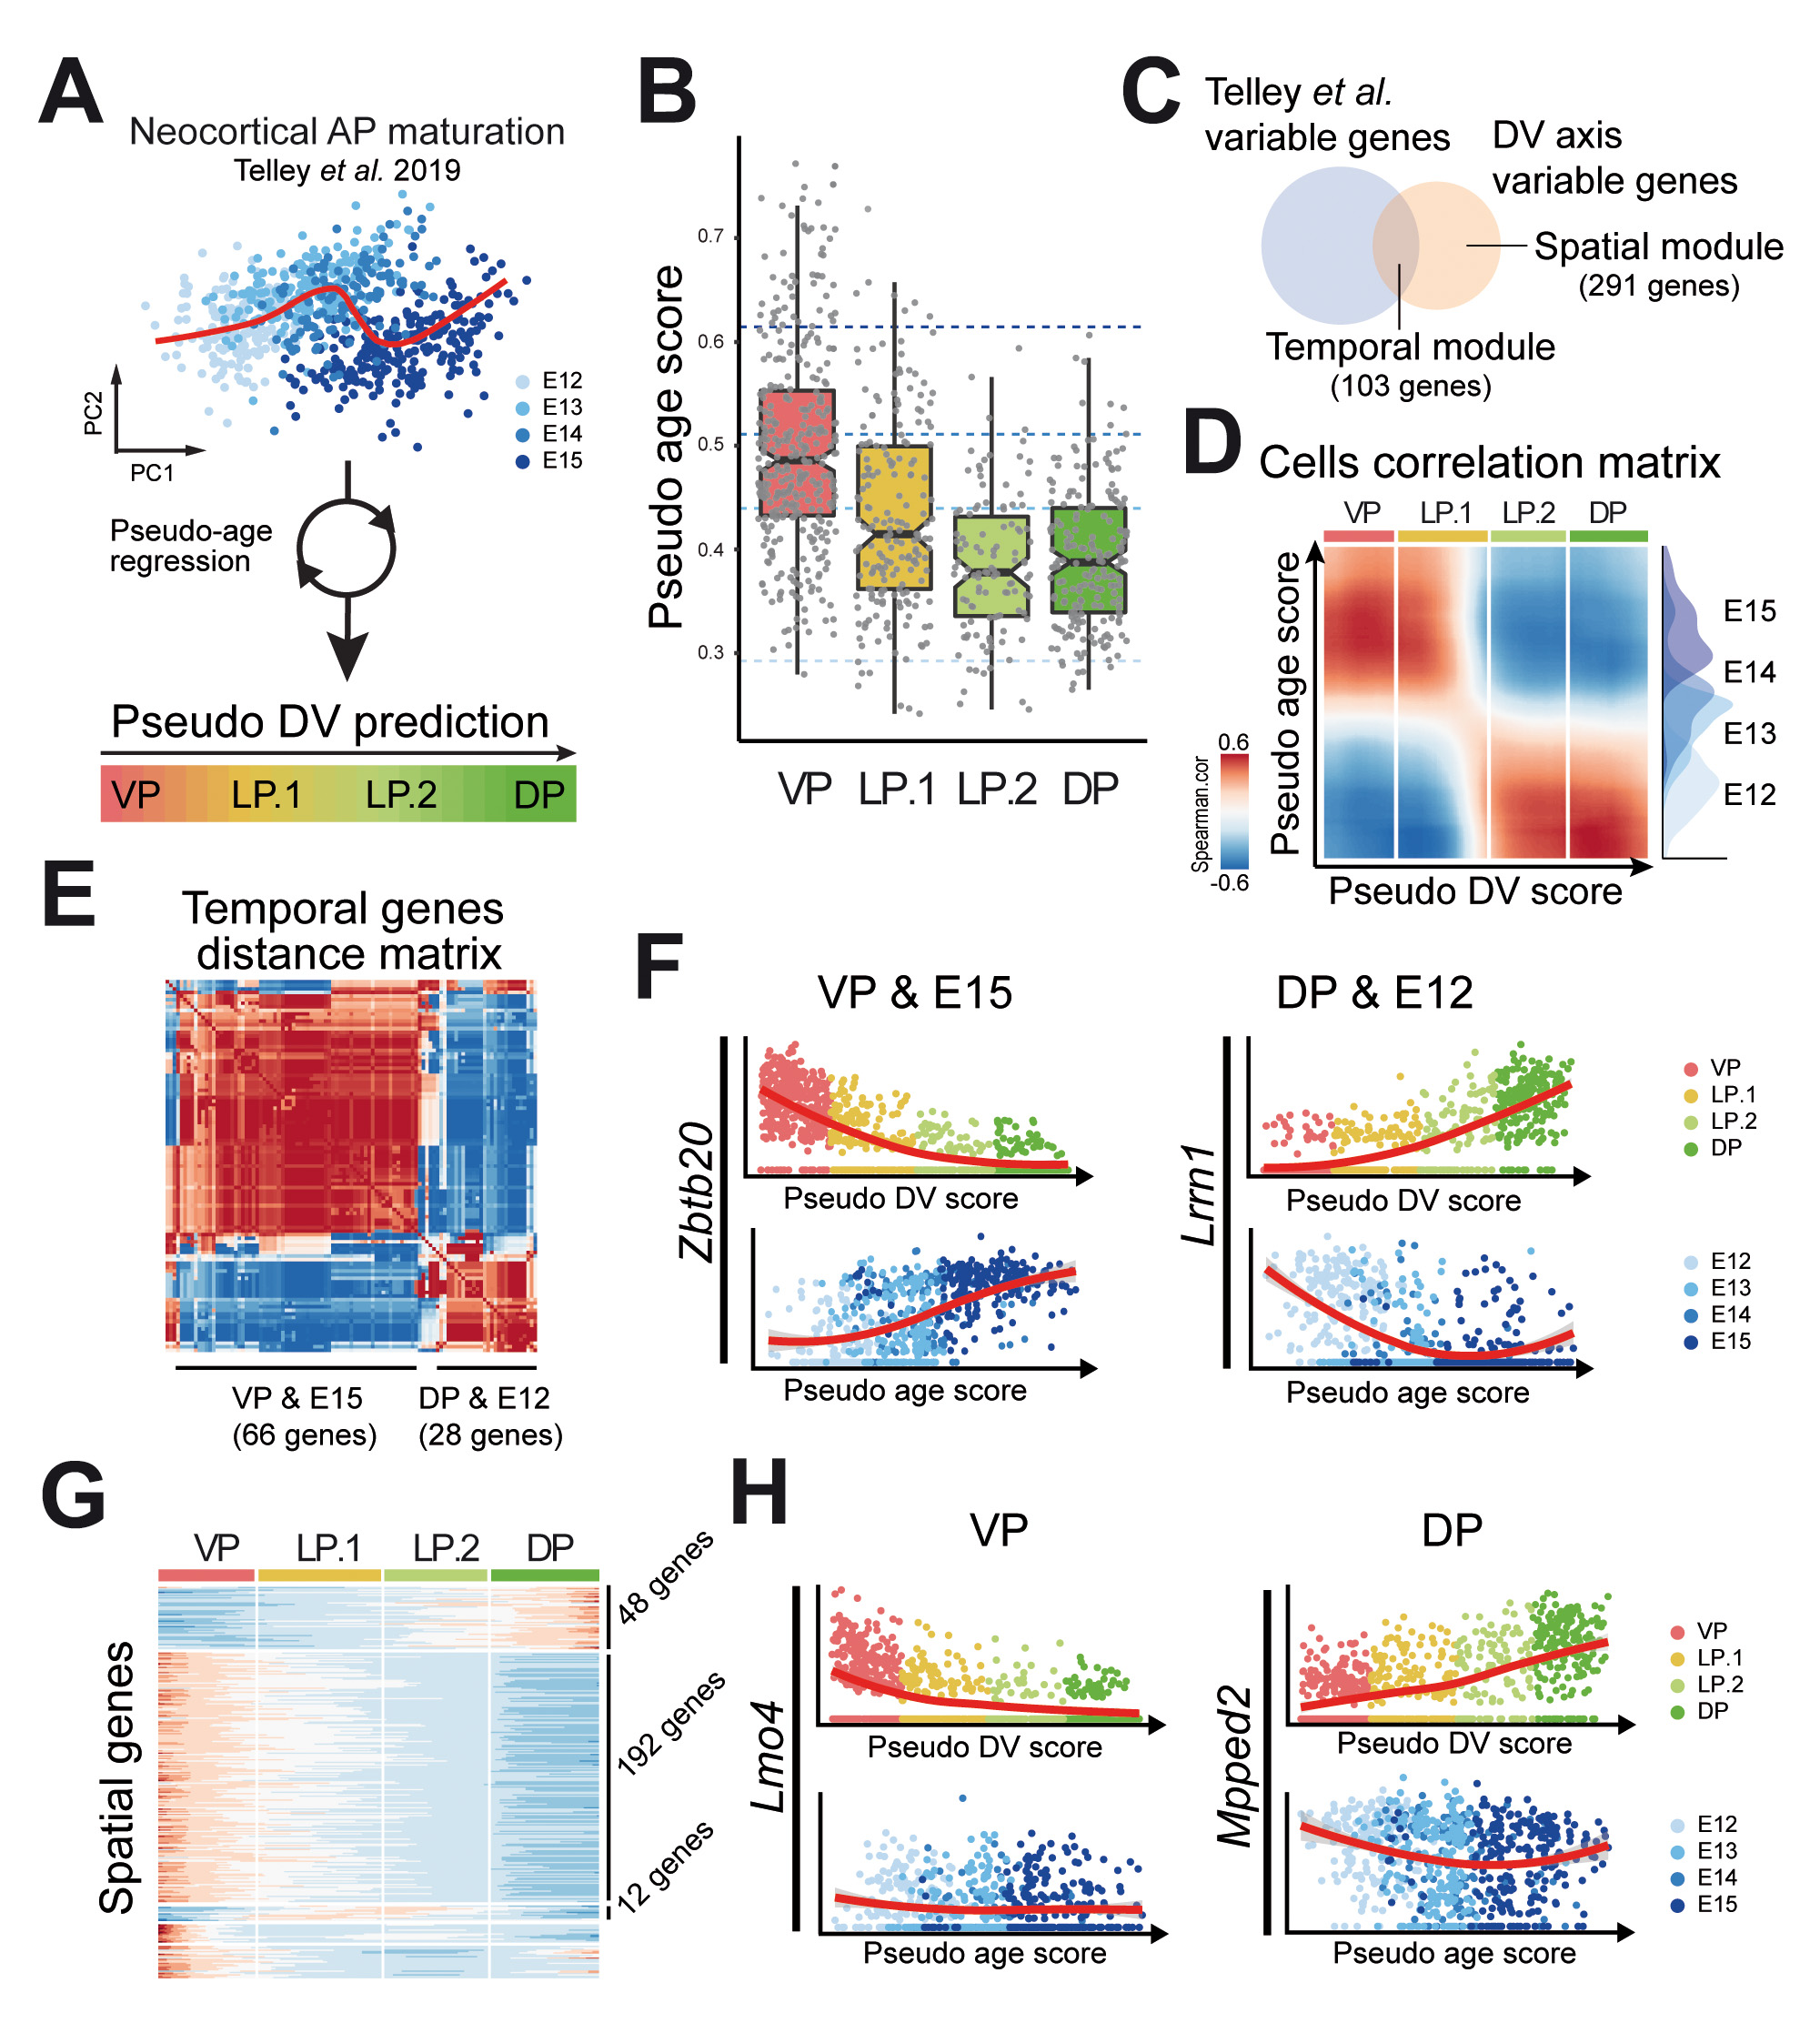 A
Neocortical AP maturation
Telley et al. 2019
PC2
PC1
E12
E13
E14
E15
Pseudo-age
regression
Pseudo DV prediction
VP
LP.1
LP.2
DP
B
Pseudo age score
0.7
0.6
0.5
0.4
0.3
VP
LP.1
LP.2
DP
C
Telley et al.
variable genes
DV axis
variable genes
Spatial module
(291 genes)
Temporal module
(103 genes)
D
Cells correlation matrix
VP
LP.1
LP.2
DP
Pseudo age score
E15
E14
E13
E12
0.6
Spearman.cor
-0.6
Pseudo DV score
E
Temporal genes
distance matrix
VP & E15
(66 genes)
DP & E12
(28 genes)
F
VP & E15
DP & E12
Zbtb20
Pseudo DV score
Pseudo age score
Lrrn1
Pseudo DV score
Pseudo age score
VP
LP.1
LP.2
DP
E12
E13
E14
E15
G
VP
LP.1
LP.2
DP
Spatial genes
48 genes
192 genes
12 genes
H
VP
DP
Lmo4
Pseudo DV score
Pseudo age score
Mpped2
Pseudo DV score
Pseudo age score
VP
LP.1
LP.2
DP
E12
E13
E14
E15